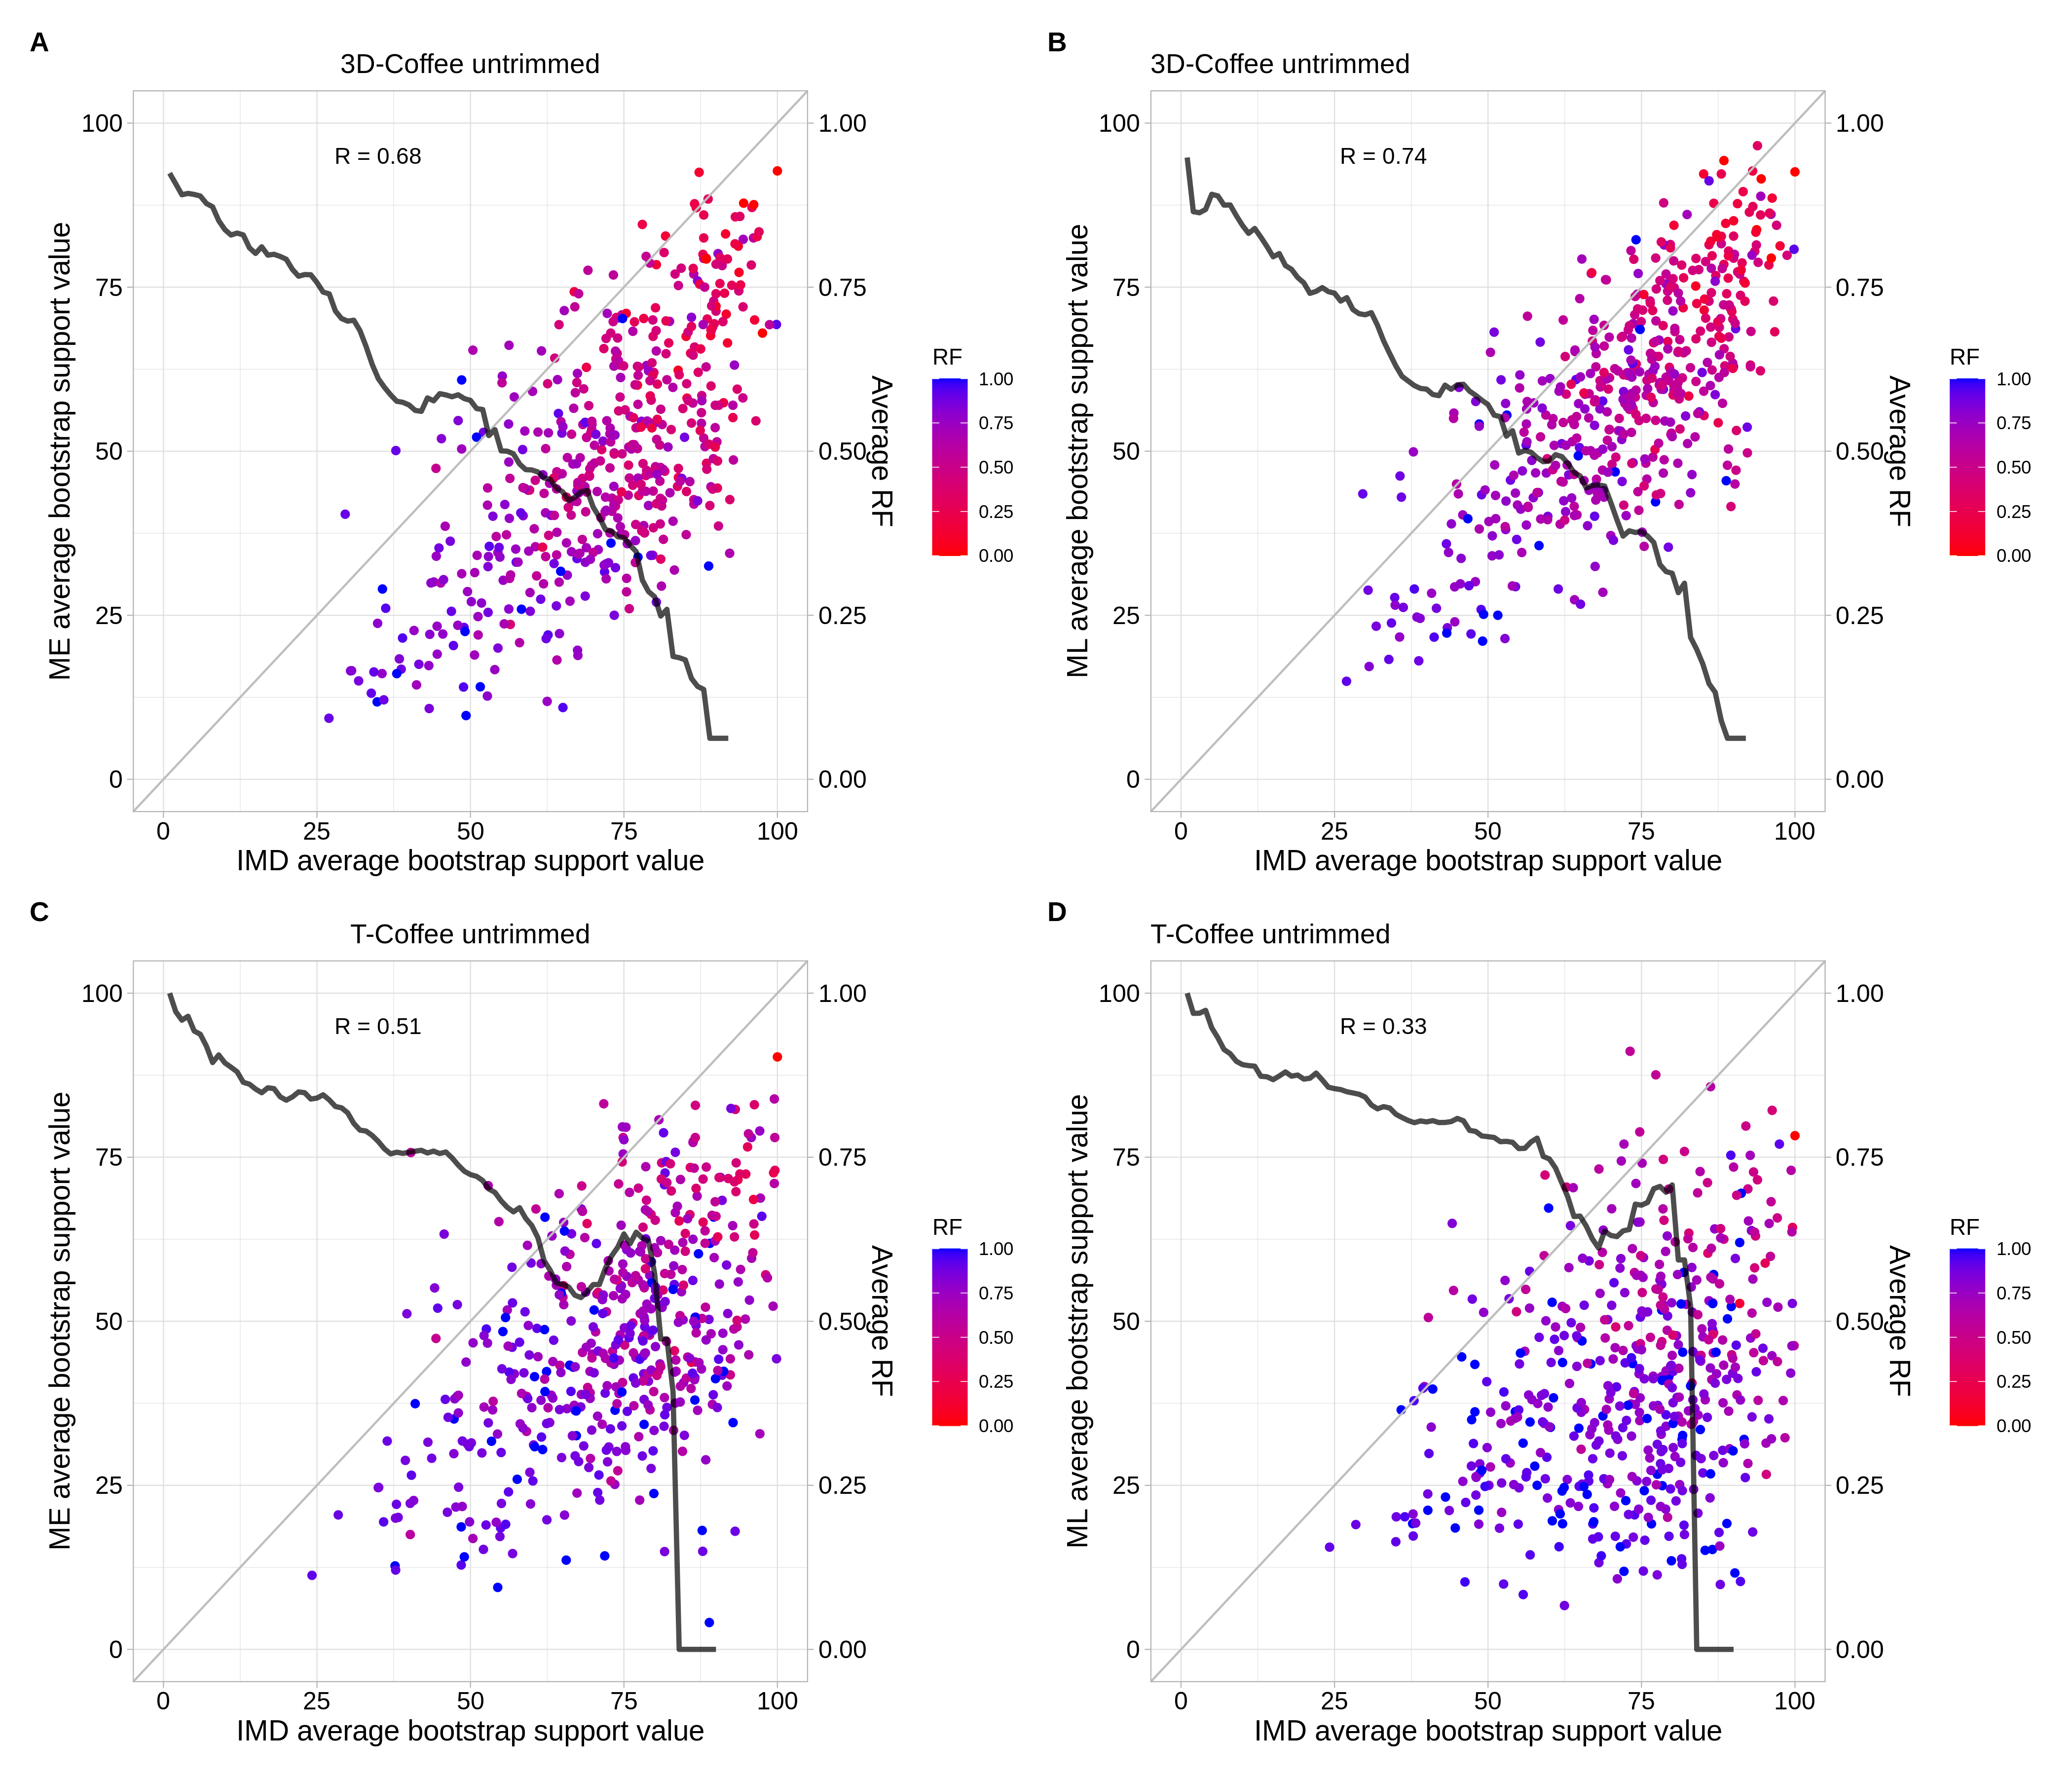 A
3D-Coffee untrimmed
R = 0.68
100
75
50
25
0
1.00
0.75
0.50
0.25
0.00
0
25
50
75
100
ME average bootstrap support value
Average RF
IMD average bootstrap support value
RF
1.00
0.75
0.50
0.25
0.00
B
3D-Coffee untrimmed
R = 0.74
100
75
50
25
0
1.00
0.75
0.50
0.25
0.00
0
25
50
75
100
ML average bootstrap support value
Average RF
IMD average bootstrap support value
RF
1.00
0.75
0.50
0.25
0.00
C
T-Coffee untrimmed
R = 0.51
100
75
50
25
0
1.00
0.75
0.50
0.25
0.00
0
25
50
75
100
ME average bootstrap support value
Average RF
IMD average bootstrap support value
RF
1.00
0.75
0.50
0.25
0.00
D
T-Coffee untrimmed
R = 0.33
100
75
50
25
0
1.00
0.75
0.50
0.25
0.00
0
25
50
75
100
ML average bootstrap support value
Average RF
IMD average bootstrap support value
RF
1.00
0.75
0.50
0.25
0.00